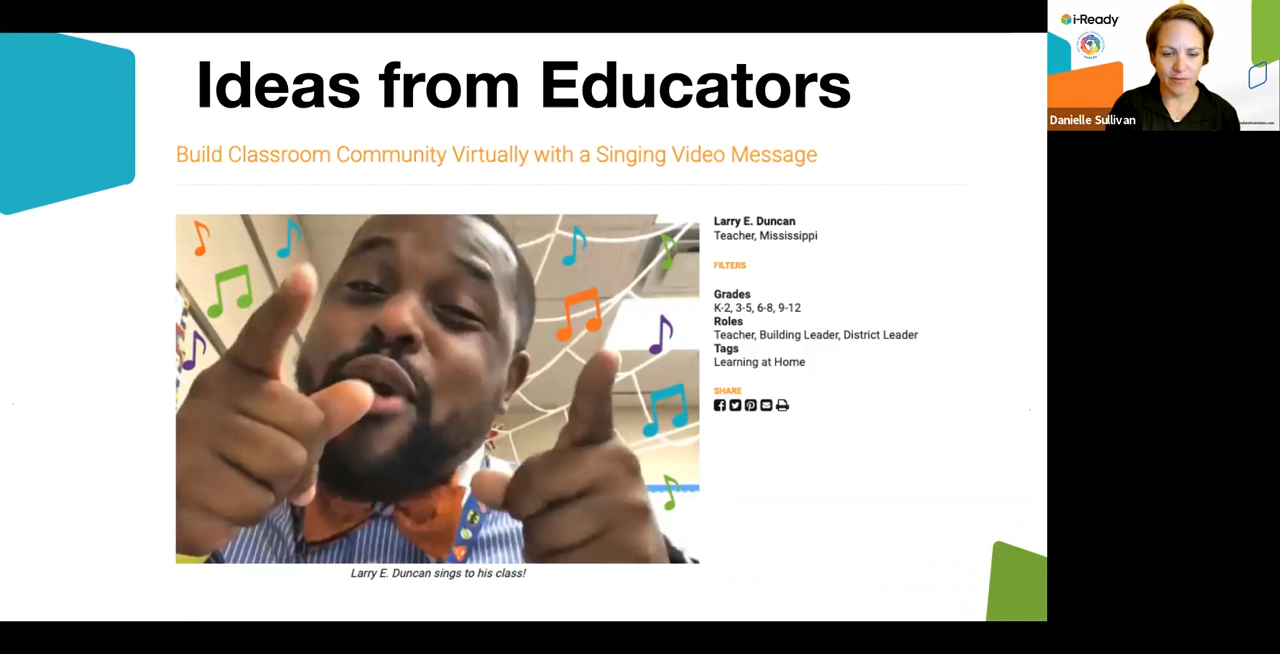 Ideas from Educators
Build Classroom Community Virtually with a Singing Video Message
Larry E. Duncan
Teacher, Mississippi
FILTERS
Grades
K-2, 3-5, 6-8, 9-12
Roles
Teacher, Building Leader, District Leader
Tags
Learning at Home
SHARE
Larry E. Duncan sings to his class!
i-Ready
Danielle Sullivan